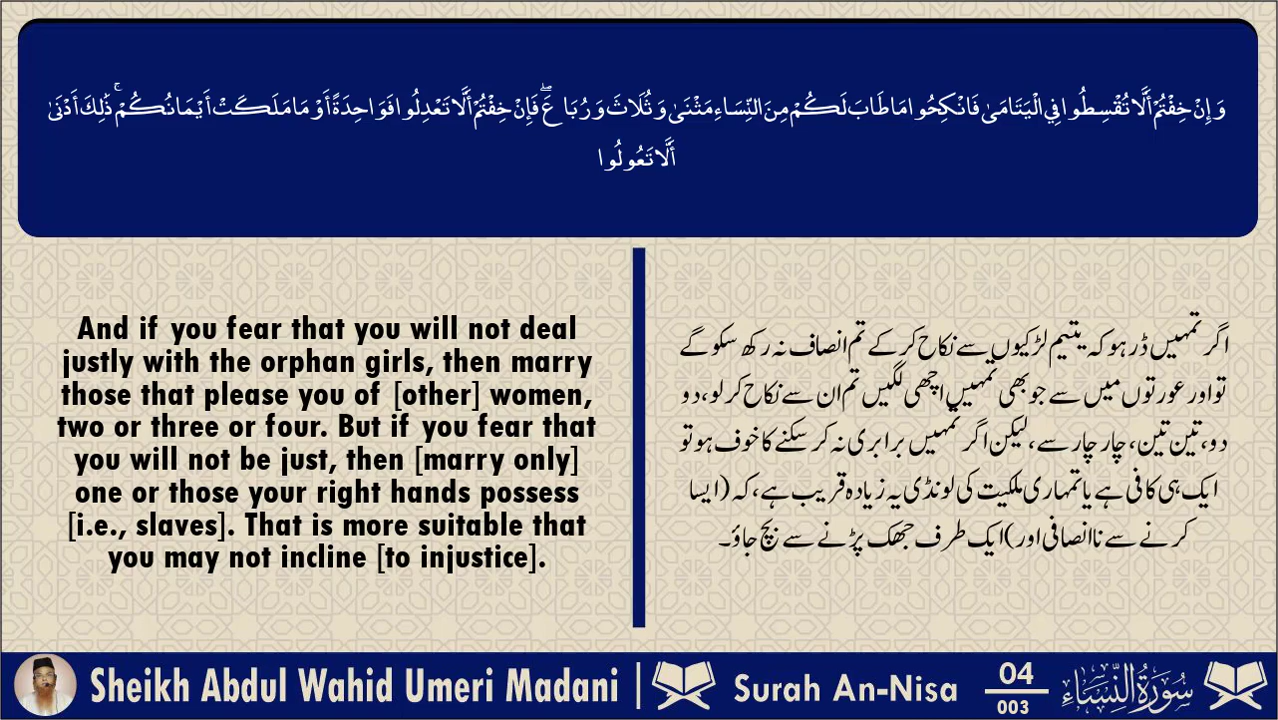 وَإِنْ خِفْتُمْ أَلَّا تُقْسِطُوا فِي الْيَتَامَىٰ فَانْكِحُوا مَا طَابَ لَكُمْ مِنَ النِّسَاءِ مَثْنَىٰ وَثُلَاثَ وَرُبَاعَ ۖ فَإِنْ خِفْتُمْ أَلَّا تَعْدِلُوا فَوَاحِدَةً أَوْ مَا مَلَكَتْ أَيْمَانُكُمْ ۚ ذَٰلِكَ أَدْنَىٰ
أَلَّا تَعُولُوا
And if you fear that you will not deal
justly with the orphan girls, then marry
those that please you of [other] women,
two or three or four. But if you fear that
you will not be just, then [marry only]
one or those your right hands possess
[i.e., slaves]. That is more suitable that
you may not incline [to injustice].
اگر تمہیں ڈر ہو کہ یتیم لڑکیوں سے نکاح کرکے تم انصاف نہ رکھ سکو گے
تو اور عورتوں میں سے جو بھی تمہیں اچھی لگیں تم ان سے نکاح کر لو، دو
دو، تین تین، چار چار سے، لیکن اگر تمہیں برابری نہ کر سکنے کا خوف ہو تو
ایک ہی کافی ہے یا تمہاری ملکیت کی لونڈی یہ زیادہ قریب ہے، کہ (ایسا
کرنے سے ناانصافی اور) ایک طرف جھک پڑنے سے بچ جاؤ۔
Sheikh Abdul Wahid Umeri Madani | Surah An-Nisa
04
003
سُورَةُ النِّسَاء